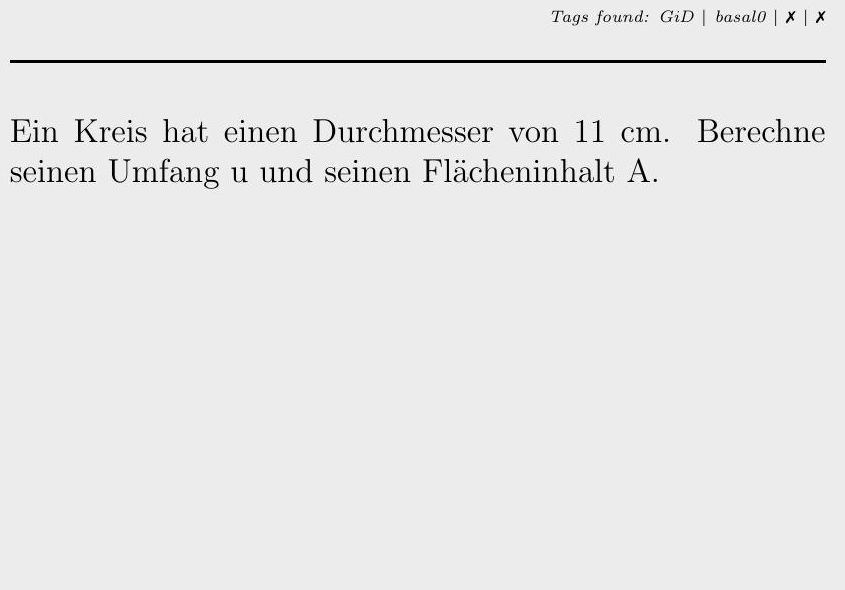 Tags found: GiD | basal0 | ✗ | ✗
Ein Kreis hat einen Durchmesser von 11 cm. Berechne
seinen Umfang u und seinen Flächeninhalt A.